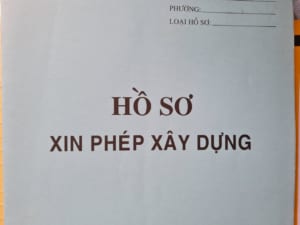 PHƯỜNG:
LOẠI HỒ SƠ:
HỒ SƠ
XIN PHÉP XÂY DỰNG